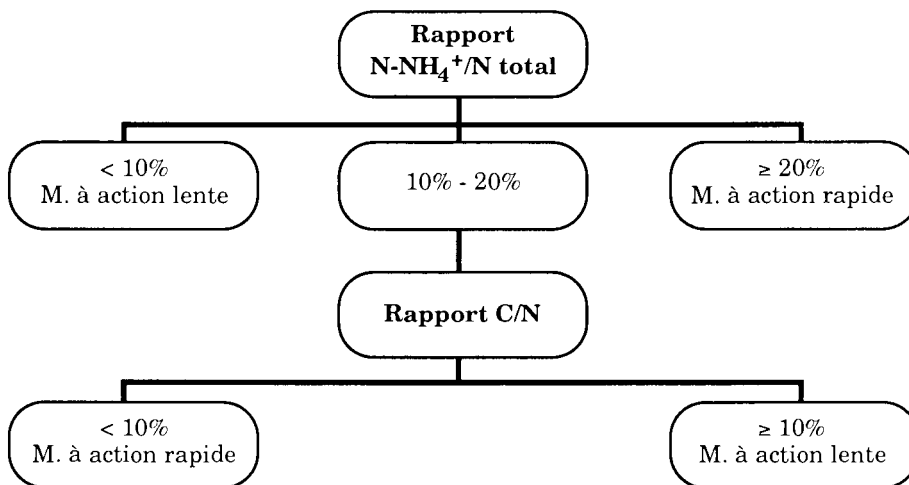 Rapport
N-NH₄⁺/N total
< 10%
M. à action lente
10% - 20%
≥ 20%
M. à action rapide
Rapport C/N
< 10%
M. à action rapide
≥ 10%
M. à action lente